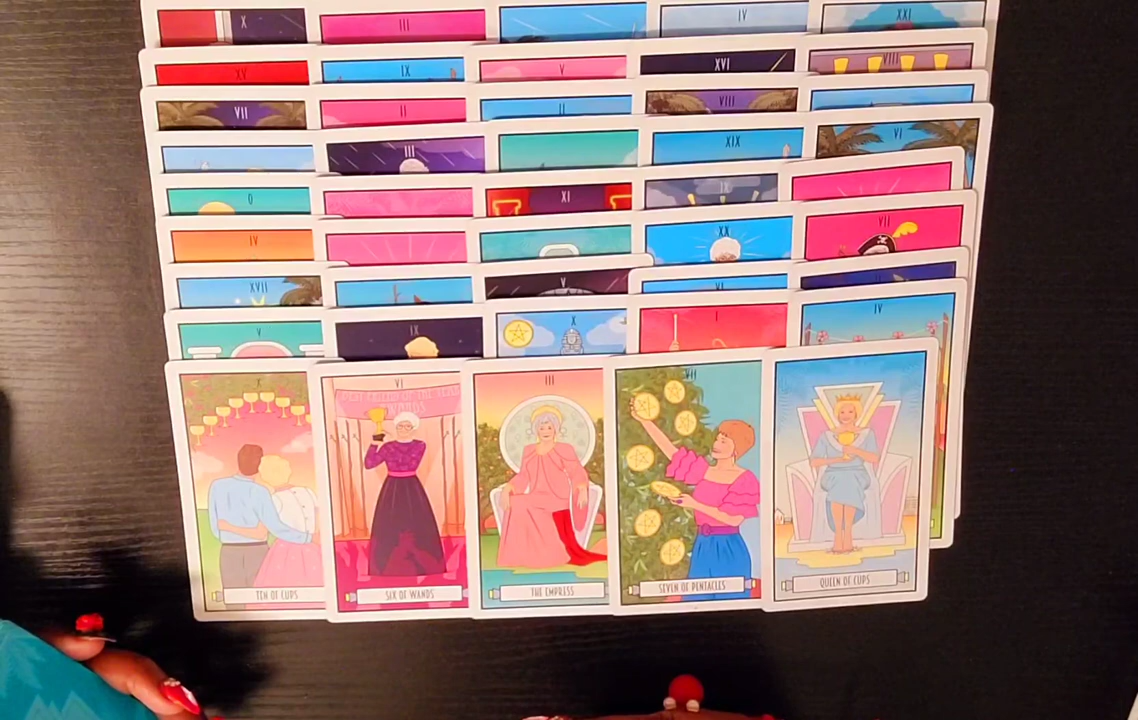 X III IV XXI
XV IX V XVI VIII
VII II II VIII
III XIX VI
0 XI IX
IV XX VII
XVII V VI
V IX X I IV
X VI III VII
BEST FRIEND OF THE YEAR
AWARDS
TEN OF CUPS
SIX OF WANDS
THE EMPRESS
SEVEN OF PENTACLES
QUEEN OF CUPS